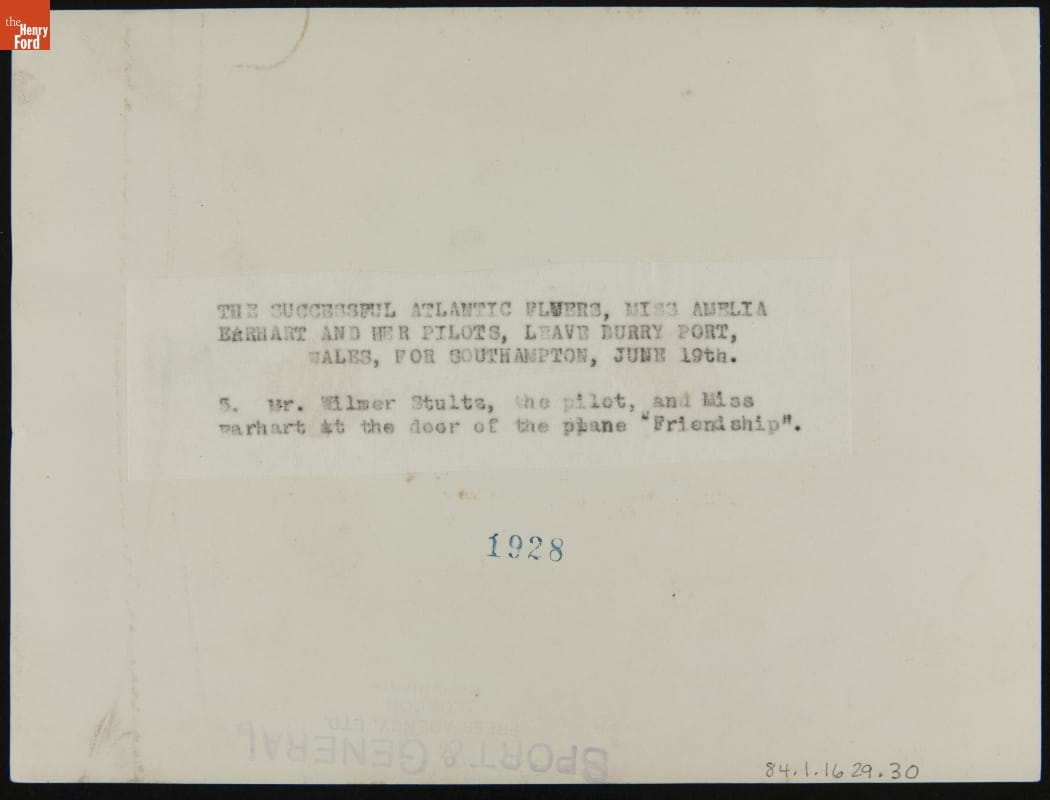 the
Henry
Ford
THE SUCCESSFUL ATLANTIC FLYERS, MISS AMELIA
EARHART AND HER PILOTS, LEAVE BURRY PORT,
WALES, FOR SOUTHAMPTON, JUNE 19th.
5. Mr. Wilmer Stultz, the pilot, and Miss
Earhart at the door of the plane "Friendship".
1928
SPORT & GENERAL
PRESS AGENCY, LTD.
LONDON
84.1.1629.30